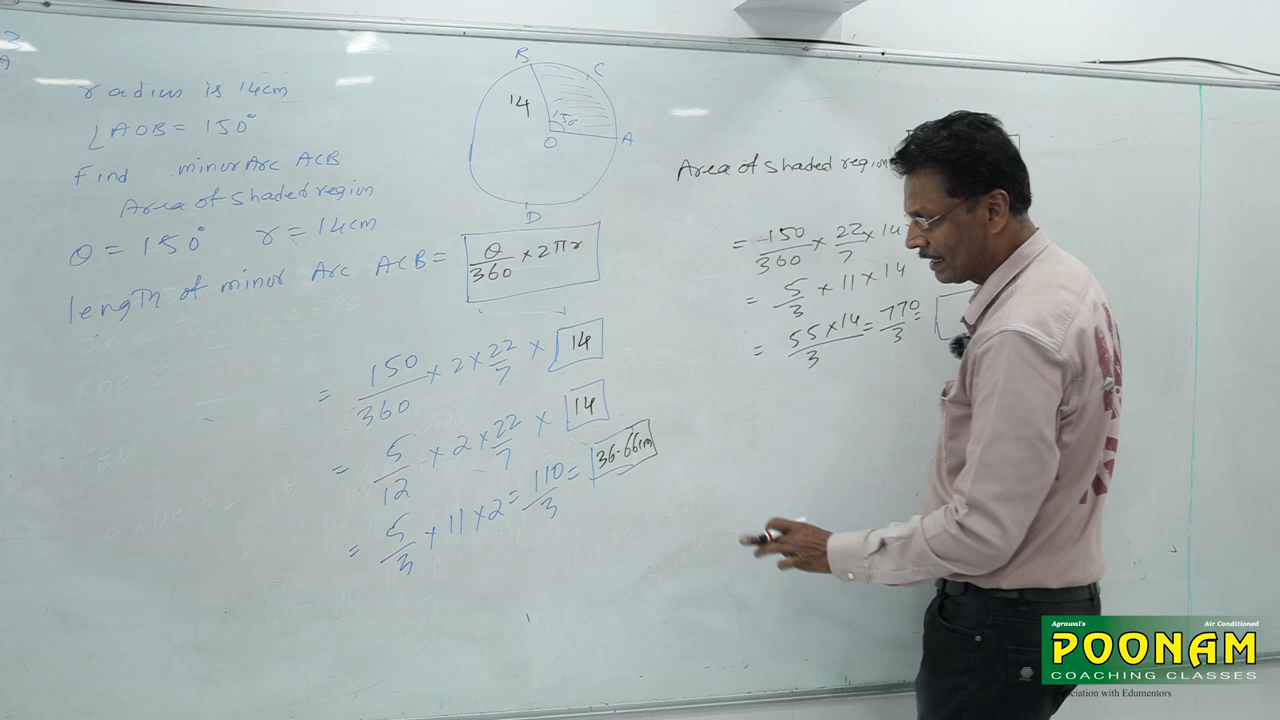 radius is 14cm
∠AOB = 150°
Find minor Arc ACB
Area of shaded region
θ = 150° r = 14cm
length of minor Arc ACB = θ/360 × 2πr
= 150/360 × 2 × 22/7 × 14
= 5/12 × 2 × 22/7 × 14
= 5/3 × 11 × 2 = 110/3 = 36.66cm
B
C
14
150°
O
A
D
Area of shaded region
= 150/360 × 22/7 × 14
= 5/3 × 11 × 14
= 55 × 14/3 = 770/3 =
Agrawal's Air Conditioned
POONAM
COACHING CLASSES
In association with Edumentors